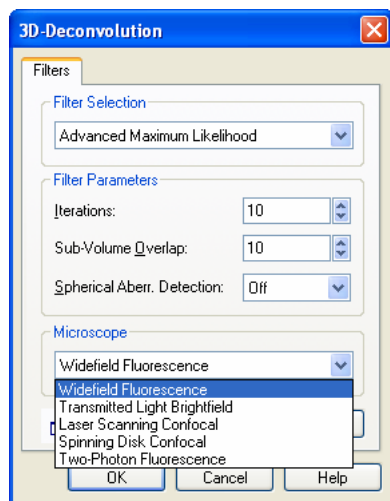 3D-Deconvolution
Filters
Filter Selection
Advanced Maximum Likelihood
Filter Parameters
Iterations: 10
Sub-Volume Overlap: 10
Spherical Aberr. Detection: Off
Microscope
Widefield Fluorescence
Widefield Fluorescence
Transmitted Light Brightfield
Laser Scanning Confocal
Spinning Disk Confocal
Two-Photon Fluorescence
OK Cancel Help